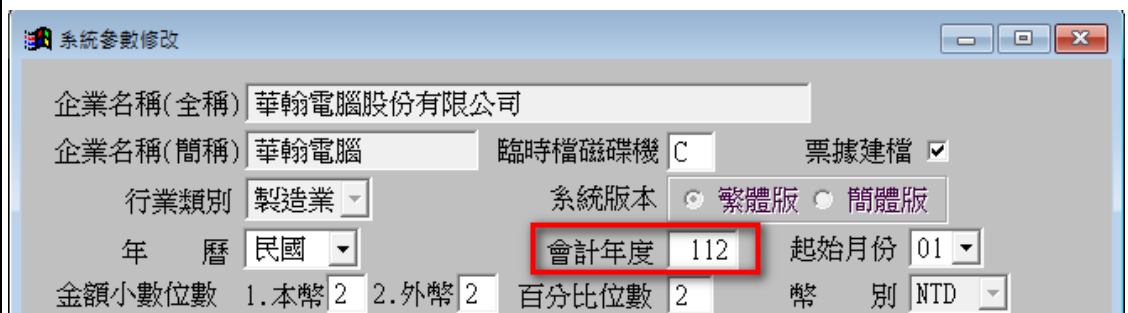 系統參數修改
企業名稱(全稱) 華翰電腦股份有限公司
企業名稱(簡稱) 華翰電腦 臨時檔磁碟機 C 票據建檔
行業類別 製造業 系統版本 繁體版 簡體版
年 曆 民國 會計年度 112 起始月份 01
金額小數位數 1.本幣 2 2.外幣 2 百分比位數 2 幣 別 NTD